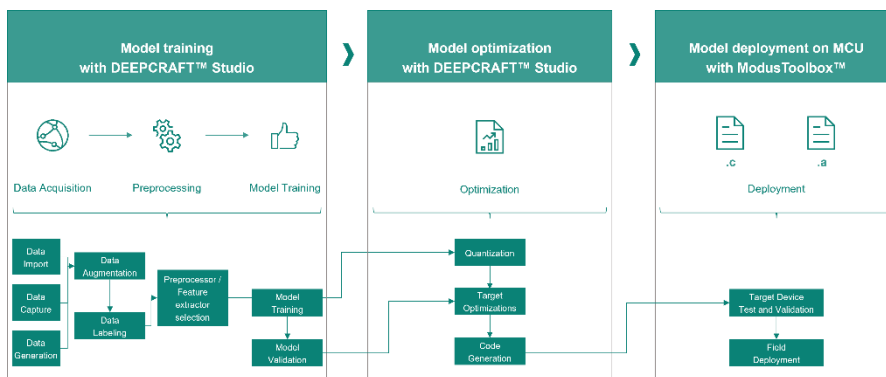 Model training
with DEEPCRAFT™ Studio
Model optimization
with DEEPCRAFT™ Studio
Model deployment on MCU
with ModusToolbox™
Data Acquisition
Preprocessing
Model Training
Optimization
.c
.a
Deployment
Data
Import
Data
Capture
Data
Generation
Data
Augmentation
Data
Labeling
Preprocessor /
Feature
extractor
selection
Model
Training
Model
Validation
Quantization
Target
Optimizations
Code
Generation
Target Device
Test and Validation
Field
Deployment